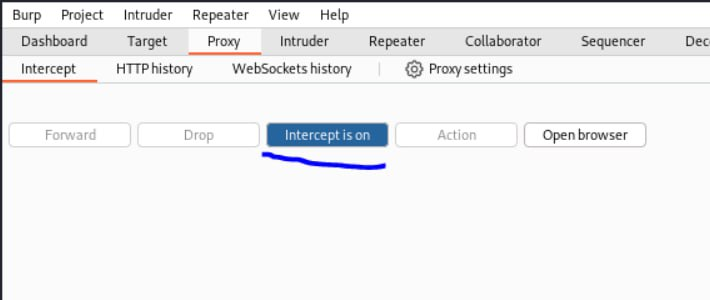 Burp Project Intruder Repeater View Help
Dashboard Target Proxy Intruder Repeater Collaborator Sequencer
Intercept HTTP history WebSockets history Proxy settings
Forward Drop Intercept is on Action Open browser